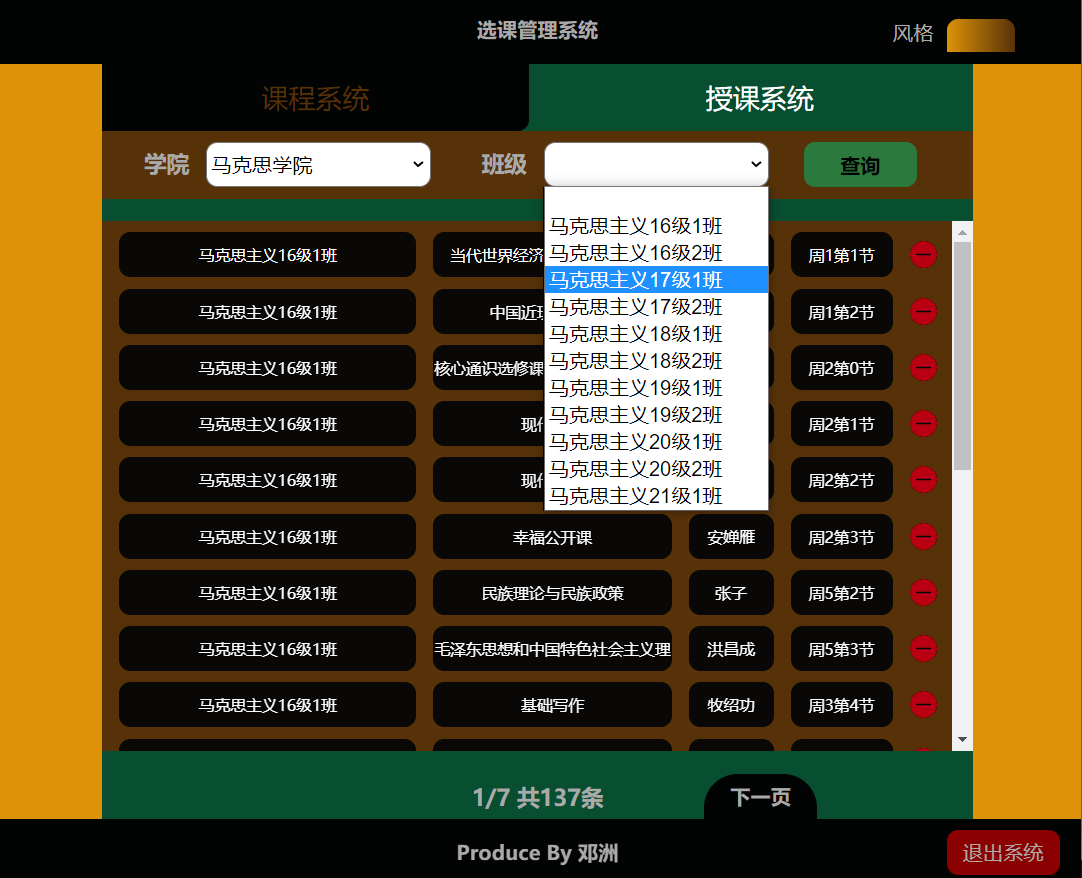 选课管理系统
风格
课程系统
授课系统
学院
马克思学院
班级
查询
马克思主义16级1班
马克思主义16级2班
马克思主义17级1班
马克思主义17级2班
马克思主义18级1班
马克思主义18级2班
马克思主义19级1班
马克思主义19级2班
马克思主义20级1班
马克思主义20级2班
马克思主义21级1班
马克思主义16级1班 当代世界经济 周1第1节
马克思主义16级1班 中国近 周1第2节
马克思主义16级1班 核心通识选修课 周2第0节
马克思主义16级1班 现 周2第1节
马克思主义16级1班 现 周2第2节
马克思主义16级1班 幸福公开课 安婵雁 周2第3节
马克思主义16级1班 民族理论与民族政策 张子 周5第2节
马克思主义16级1班 毛泽东思想和中国特色社会主义理 洪昌成 周5第3节
马克思主义16级1班 基础写作 牧绍功 周3第4节
1/7 共137条
下一页
Produce By 邓洲
退出系统